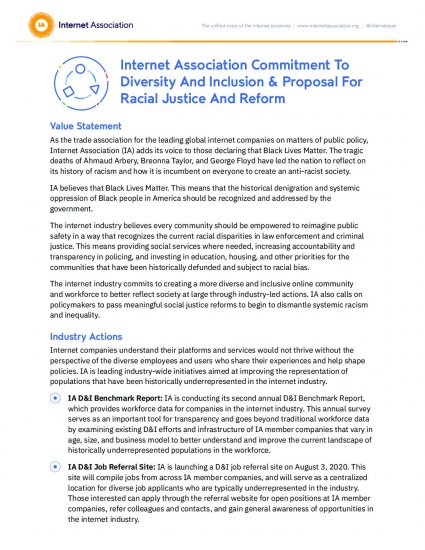 IA Internet Association
The unified voice of the internet economy / www.internetassociation.org / @internetassn
Internet Association Commitment To
Diversity And Inclusion & Proposal For
Racial Justice And Reform
Value Statement
As the trade association for the leading global internet companies on matters of public policy,
Internet Association (IA) adds its voice to those declaring that Black Lives Matter. The tragic
deaths of Ahmaud Arbery, Breonna Taylor, and George Floyd have led the nation to reflect on
its history of racism and how it is incumbent on everyone to create an anti-racist society.
IA believes that Black Lives Matter. This means that the historical denigration and systemic
oppression of Black people in America should be recognized and addressed by the
government.
The internet industry believes every community should be empowered to reimagine public
safety in a way that recognizes the current racial disparities in law enforcement and criminal
justice. This means providing social services where needed, increasing accountability and
transparency in policing, and investing in education, housing, and other priorities for the
communities that have been historically defunded and subject to racial bias.
The internet industry commits to creating a more diverse and inclusive online community
and workforce to better reflect society at large through industry-led actions. IA also calls on
policymakers to pass meaningful social justice reforms to begin to dismantle systemic racism
and inequality.
Industry Actions
Internet companies understand their platforms and services would not thrive without the
perspective of the diverse employees and users who share their experiences and help shape
policies. IA is leading industry-wide initiatives aimed at improving the representation of
populations that have been historically underrepresented in the internet industry.
IA D&I Benchmark Report: IA is conducting its second annual D&I Benchmark Report,
which provides workforce data for companies in the internet industry. This annual survey
serves as an important tool for transparency and goes beyond traditional workforce data
by examining existing D&I efforts and infrastructure of IA member companies that vary in
age, size, and business model to better understand and improve the current landscape of
historically underrepresented populations in the workforce.
IA D&I Job Referral Site: IA is launching a D&I job referral site on August 3, 2020. This
site will compile jobs from across IA member companies, and will serve as a centralized
location for diverse job applicants who are typically underrepresented in the industry.
Those interested can apply through the referral website for open positions at IA member
companies, refer colleagues and contacts, and gain general awareness of opportunities in
the internet industry.